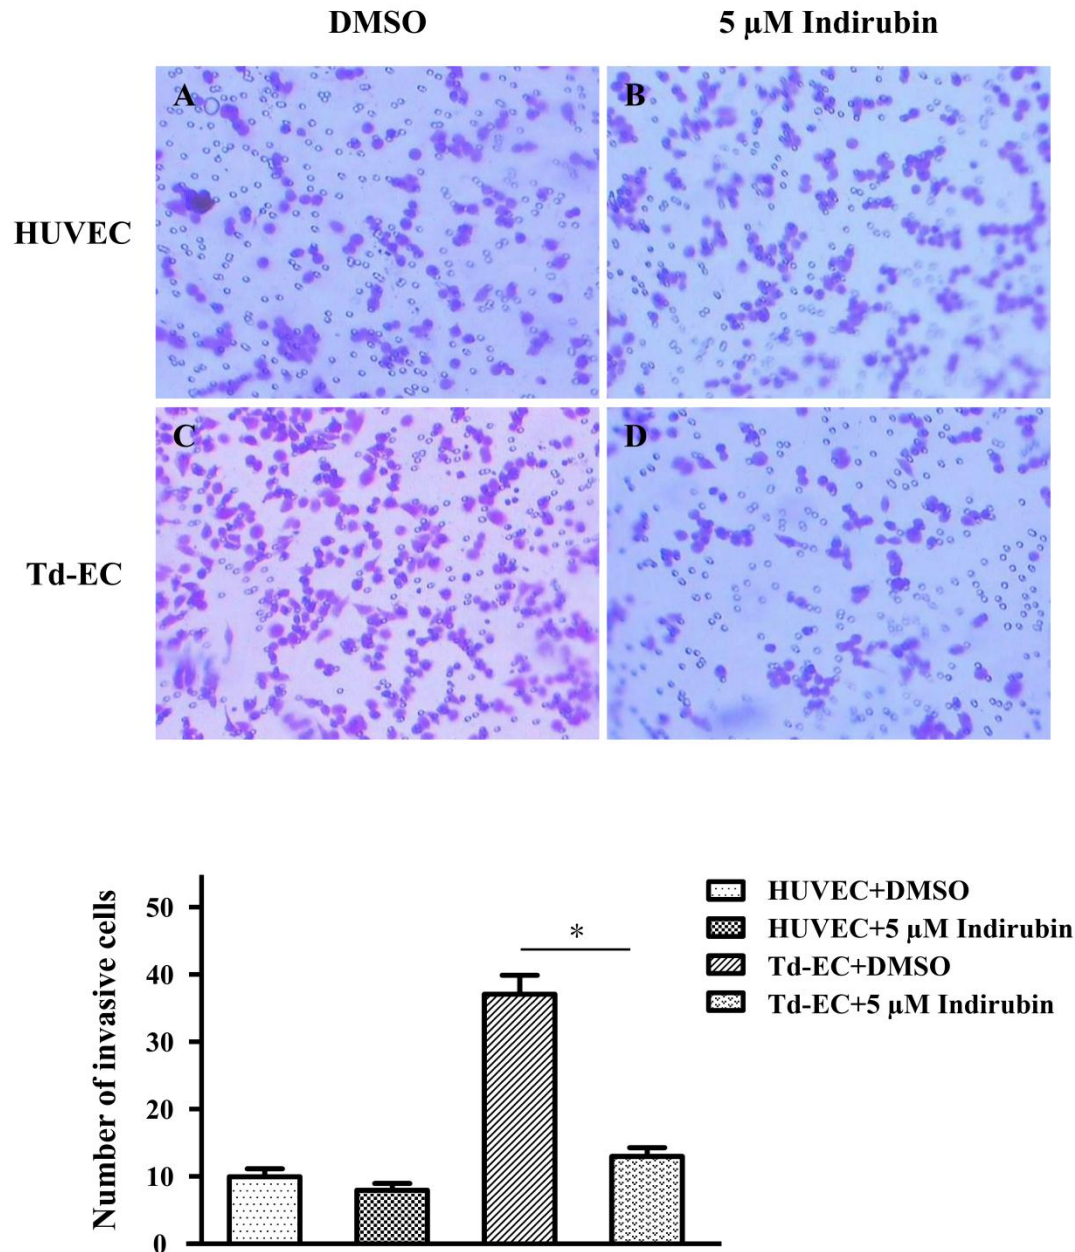 DMSO 5 μM Indirubin
A B
HUVEC
C D
Td-EC
Number of invasive cells
50
40
30
20
10
0
*
HUVEC+DMSO
HUVEC+5 μM Indirubin
Td-EC+DMSO
Td-EC+5 μM Indirubin